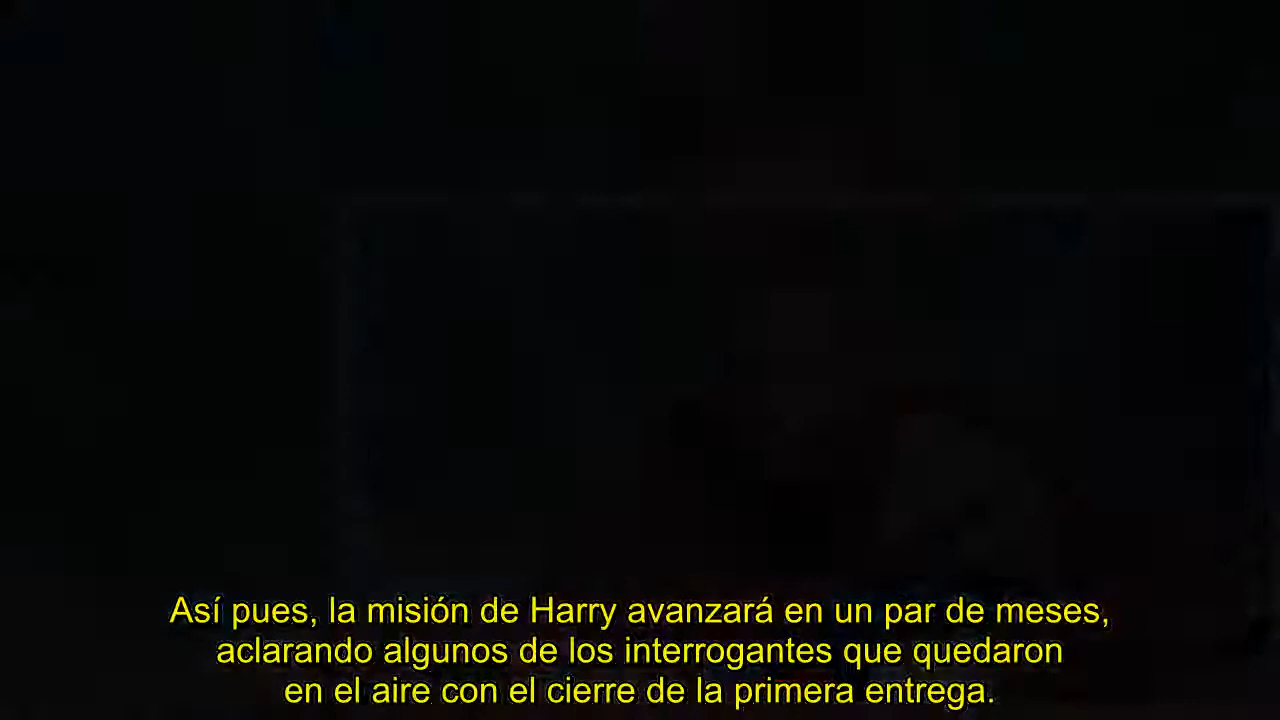 Así pues, la misión de Harry avanzará en un par de meses,
aclarando algunos de los interrogantes que quedaron
en el aire con el cierre de la primera entrega.